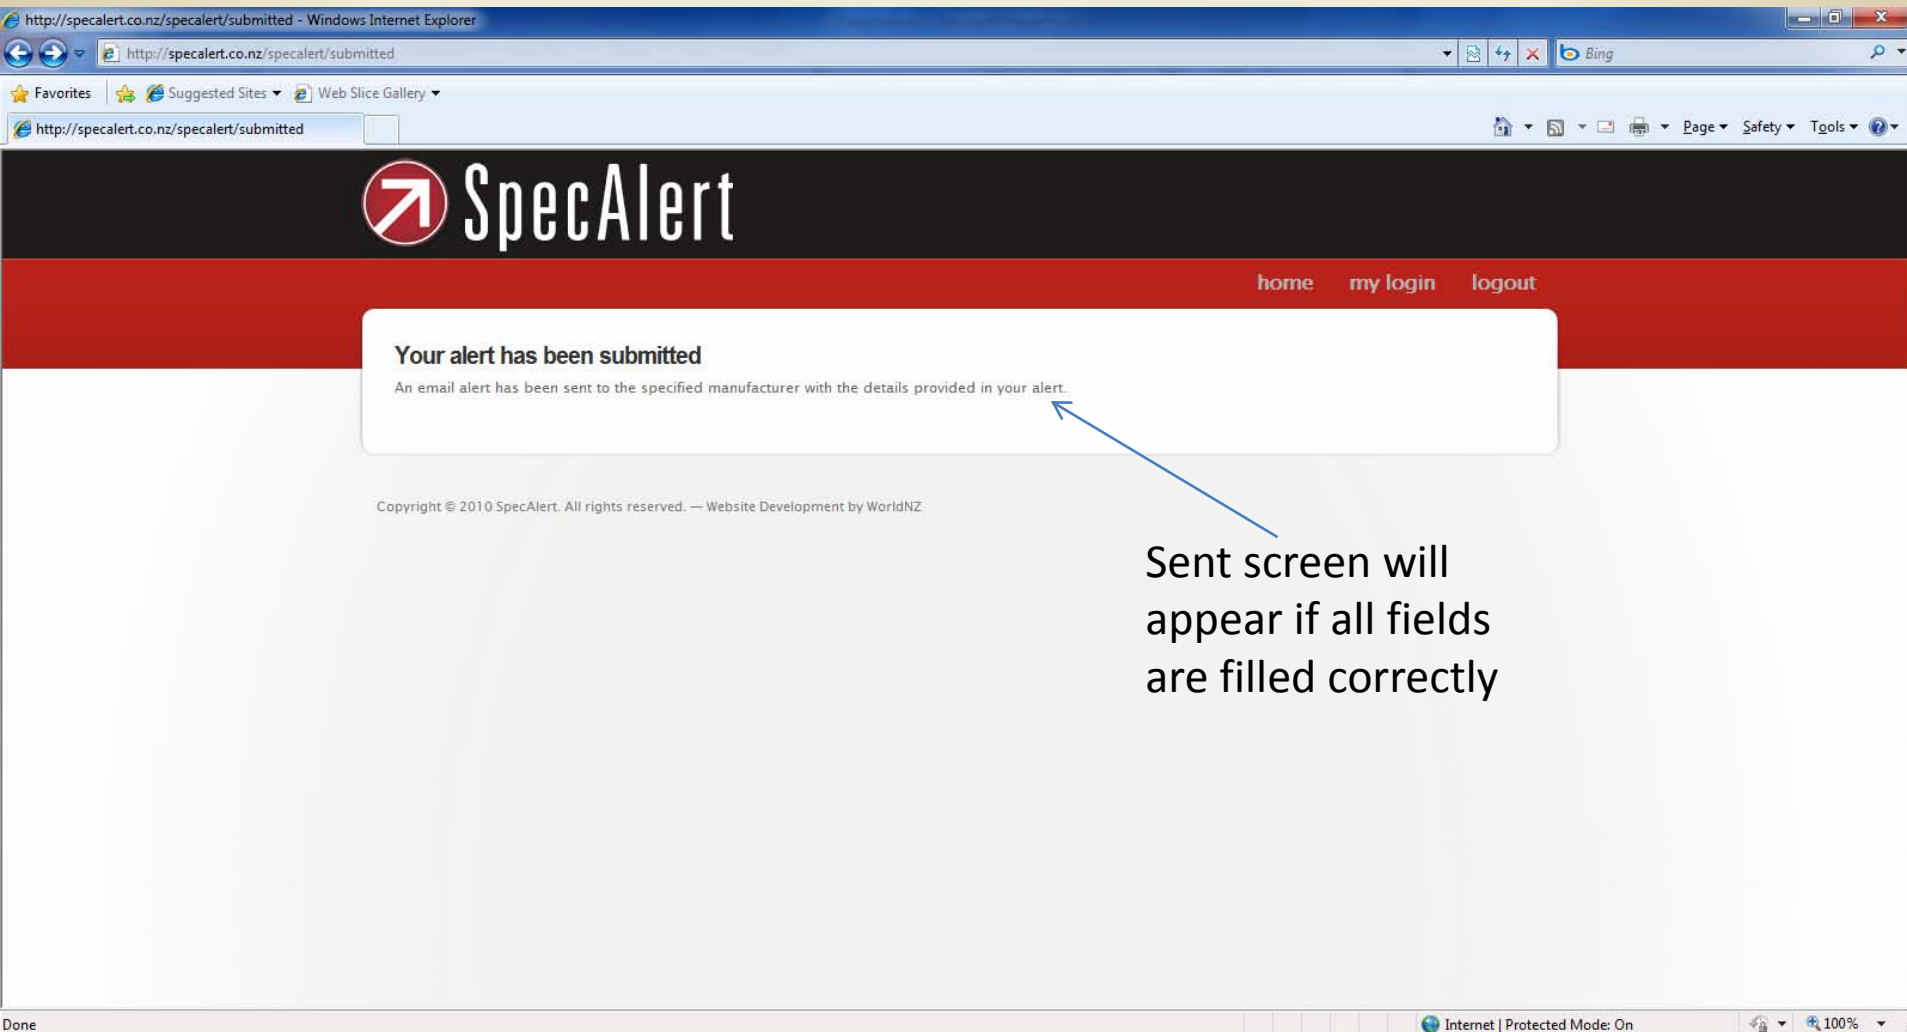 http://specalert.co.nz/specalert/submitted - Windows Internet Explorer
http://specalert.co.nz/specalert/submitted
Bing
Favorites
Suggested Sites
Web Slice Gallery
http://specalert.co.nz/specalert/submitted
Page
Safety
Tools
SpecAlert
home my login logout
Your alert has been submitted
An email alert has been sent to the specified manufacturer with the details provided in your alert.
Copyright © 2010 SpecAlert. All rights reserved. — Website Development by WorldNZ
Sent screen will
appear if all fields
are filled correctly
Done
Internet | Protected Mode: On
100%